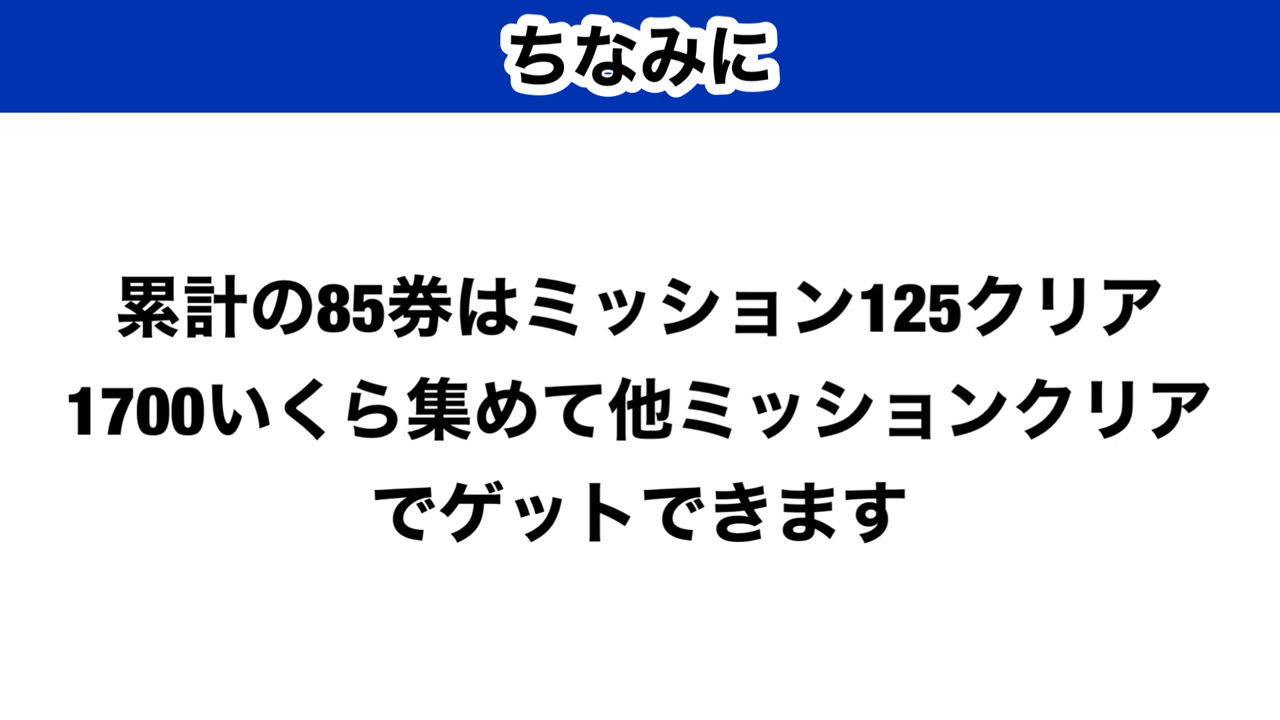 ちなみに
累計の85券はミッション125クリア
1700いくら集めて他ミッションクリア
でゲットできます